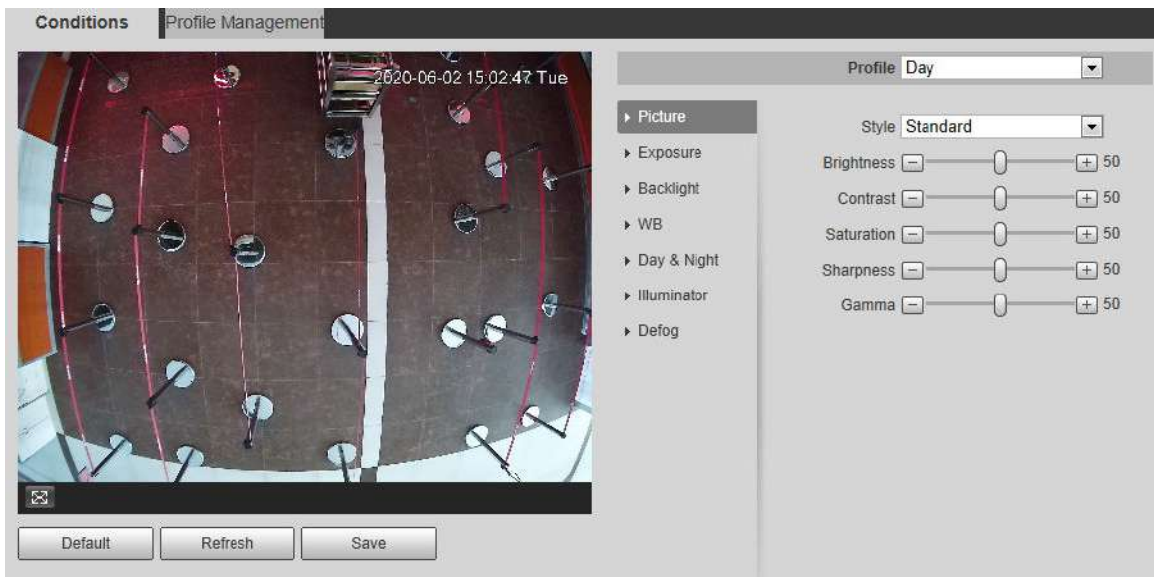 Conditions Profile Management
2020-06-02 15:02:47 Tue
Profile Day
Picture
Exposure
Backlight
WB
Day & Night
Illuminator
Defog
Style Standard
Brightness 50
Contrast 50
Saturation 50
Sharpness 50
Gamma 50
Default Refresh Save